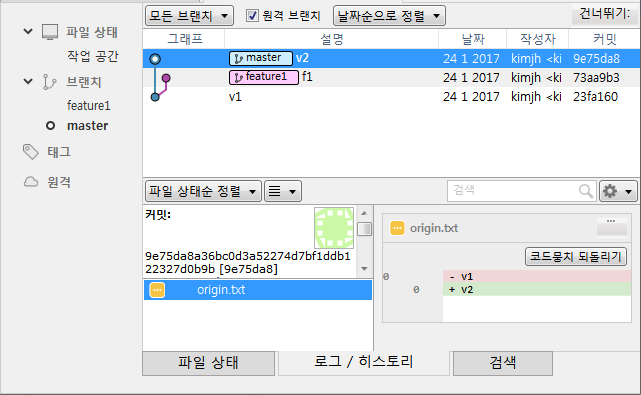 모든 브랜치 원격 브랜치 날짜순으로 정렬 건너뛰기:
파일 상태
작업 공간
브랜치
feature1
master
태그
원격
그래프 설명 날짜 작성자 커밋
master v2 24 1 2017 kimjh <ki 9e75da8
feature1 f1 24 1 2017 kimjh <ki 73aa9b3
v1 24 1 2017 kimjh <ki 23fa160
파일 상태순 정렬 검색
커밋:
9e75da8a36bc0d3a52274d7bf1ddb1
22327d0b9b [9e75da8]
origin.txt
origin.txt
코드뭉치 되돌리기
0 - v1
0 + v2
파일 상태 로그 / 히스토리 검색